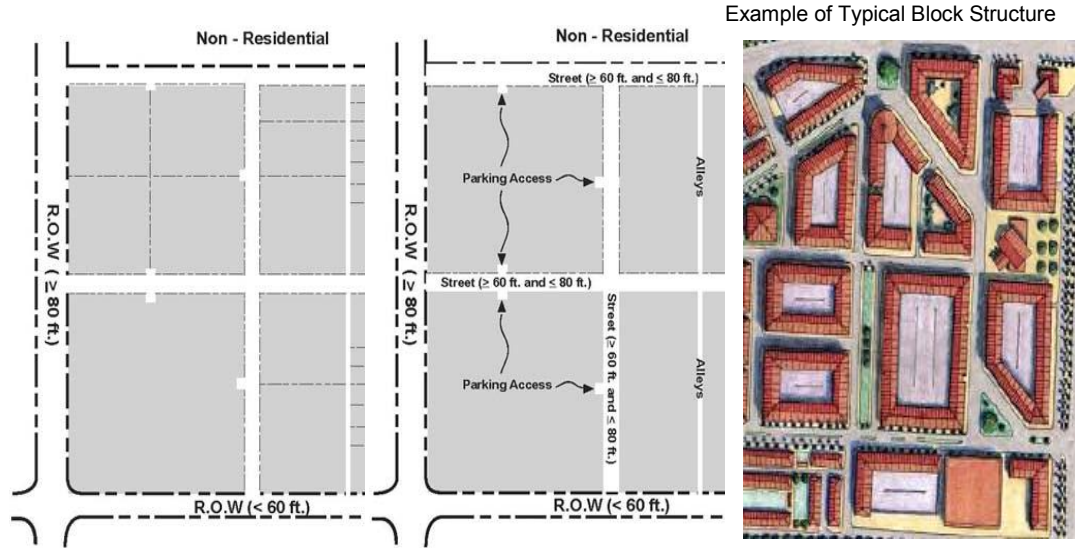 Example of Typical Block Structure
Non - Residential
R.O.W (≥ 80 ft.)
R.O.W (< 60 ft.)
Non - Residential
Street (≥ 60 ft. and ≤ 80 ft.)
Parking Access
Alleys
R.O.W (≥ 80 ft.)
Street (≥ 60 ft. and ≤ 80 ft.)
Street (≥ 60 ft. and ≤ 80 ft.)
Parking Access
Alleys
R.O.W (< 60 ft.)